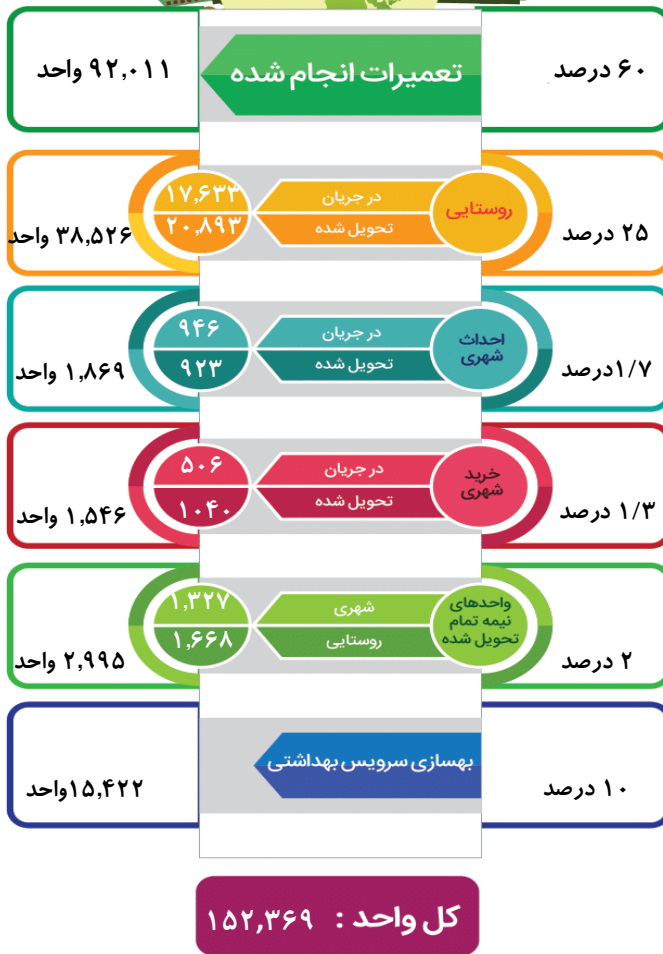 ۶۰ درصد
تعمیرات انجام شده
۹۲,۰۱۱ واحد
۲۵ درصد
روستایی
در جریان
۱۷,۶۳۳
تحویل شده
۲۰,۸۹۳
۳۸,۵۲۶ واحد
۱/۷درصد
احداث
شهری
در جریان
۹۴۶
تحویل شده
۹۲۳
۱,۸۶۹ واحد
۱/۳ درصد
خرید
شهری
در جریان
۵۰۶
تحویل شده
۱۰۴۰
۱,۵۴۶ واحد
۲ درصد
واحدهای
نیمه تمام
تحویل شده
شهری
۱,۳۲۷
روستایی
۱,۶۶۸
۲,۹۹۵ واحد
۱۰ درصد
بهسازی سرویس بهداشتی
۱۵,۴۲۲واحد
کل واحد : ۱۵۲,۳۶۹